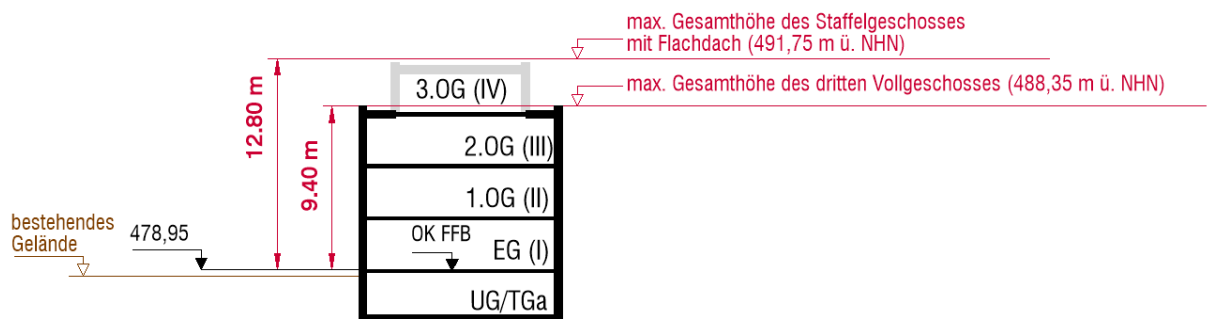 max. Gesamthöhe des Staffelgeschosses
mit Flachdach (491,75 m ü. NHN)
max. Gesamthöhe des dritten Vollgeschosses (488,35 m ü. NHN)
12.80 m
9.40 m
3.OG (IV)
2.OG (III)
1.OG (II)
bestehendes
Gelände
478,95
OK FFB
EG (I)
UG/TGa